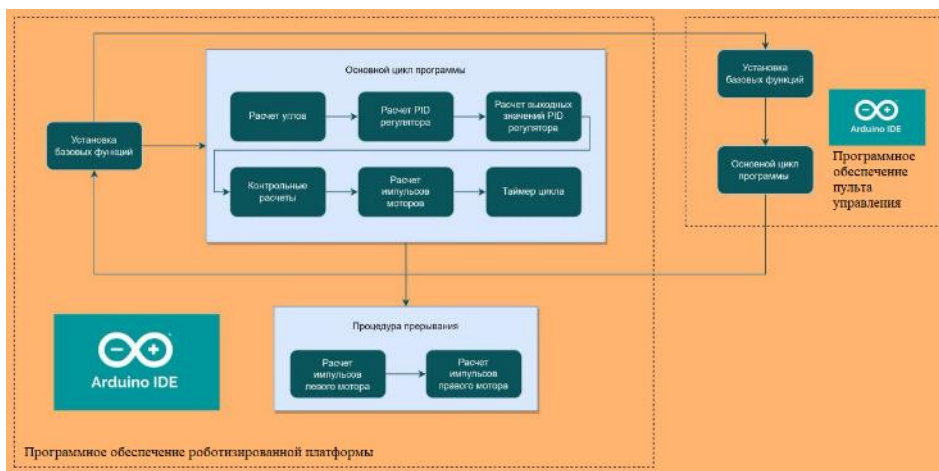 Основной цикл программы
Расчет углов
Расчет PID
регулятора
Расчет выходных
значений PID
регулятора
Установка
базовых функций
Контрольные
расчеты
Расчет
импульсов
моторов
Таймер цикла
Процедура прерывания
Расчет
импульсов
левого мотора
Расчет
импульсов
правого мотора
Arduino IDE
Программное обеспечение роботизированной платформы
Установка
базовых функций
Основной цикл
программы
Arduino IDE
Программное
обеспечение
пульта
управления